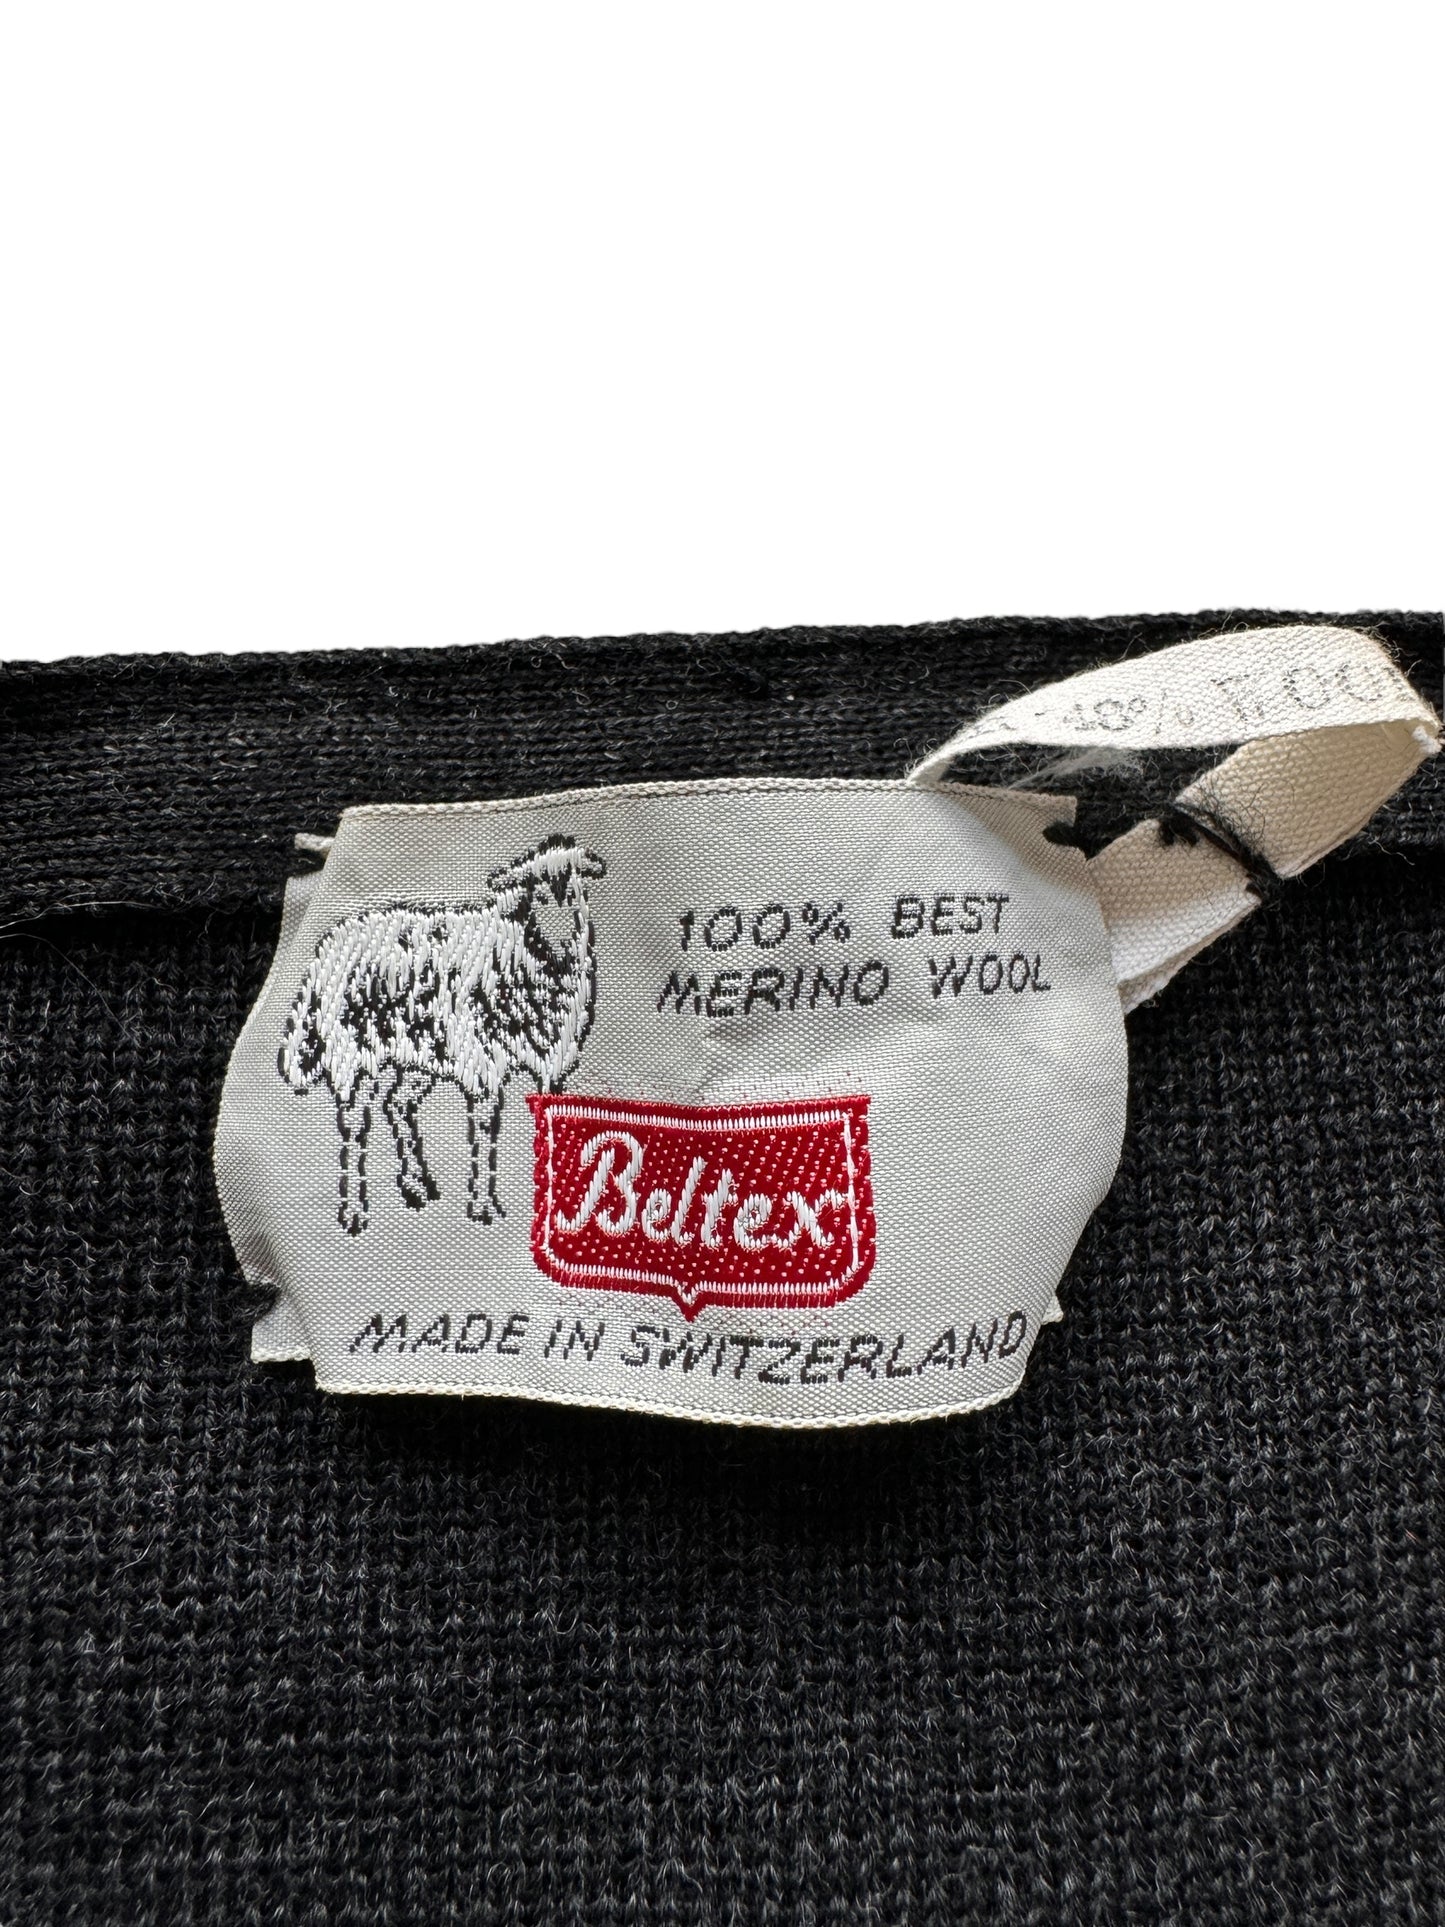 100% BEST
MERINO WOOL
Beltex
MADE IN SWITZERLAND